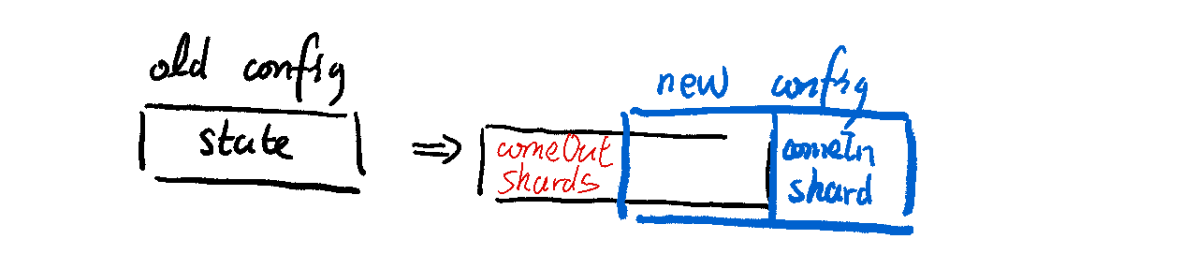 old config
state
⇒
new config
comeOut
shards
comeIn
shard